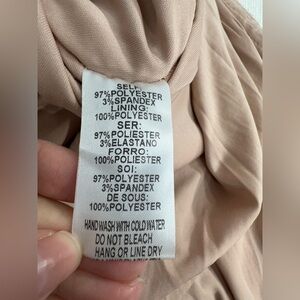 SELF:
97%POLYESTER
3%SPANDEX
LINING:
100%POLYESTER
SER:
97%POLIESTER
3%ELASTANO
FORRO:
100%POLIESTER
SOI:
97%POLYESTER
3%SPANDEX
DE SOUS:
100%POLYESTER
HAND WASH WITH COLD WATER
DO NOT BLEACH
HANG OR LINE DRY